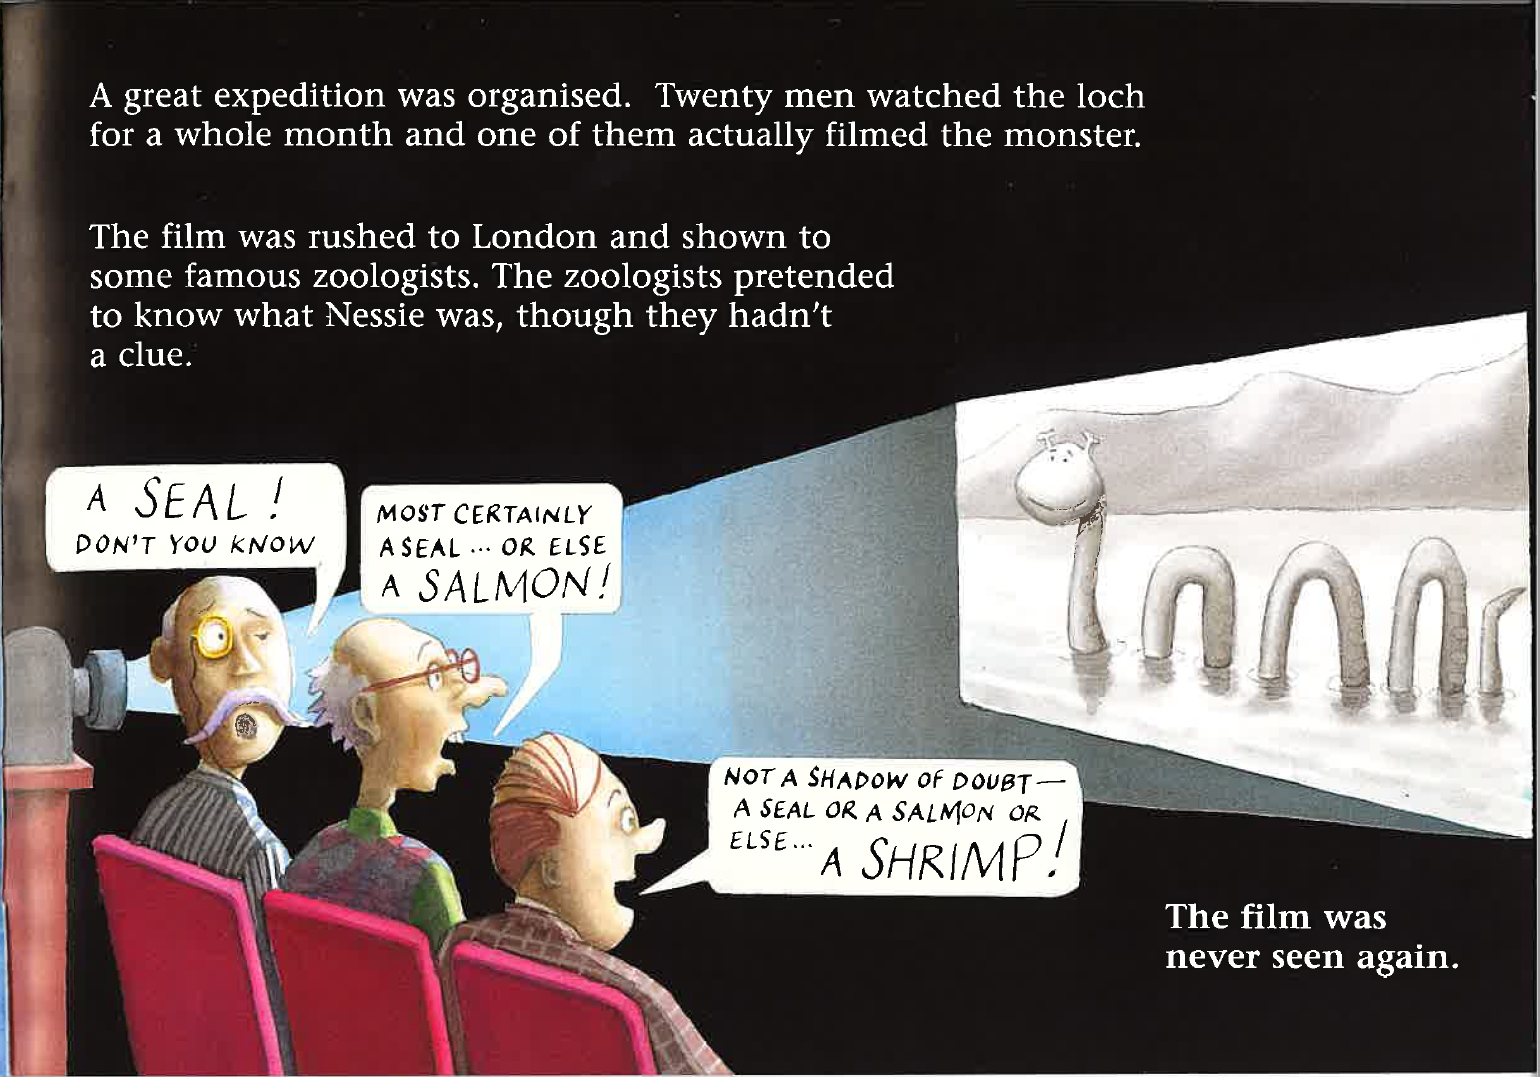 A great expedition was organised. Twenty men watched the loch
for a whole month and one of them actually filmed the monster.
The film was rushed to London and shown to
some famous zoologists. The zoologists pretended
to know what Nessie was, though they hadn't
a clue.
A SEAL!
DON'T YOU KNOW
MOST CERTAINLY
A SEAL ... OR ELSE
A SALMON!
NOT A SHADOW OF DOUBT—
A SEAL OR A SALMON OR
ELSE...
A SHRIMP!
The film was
never seen again.